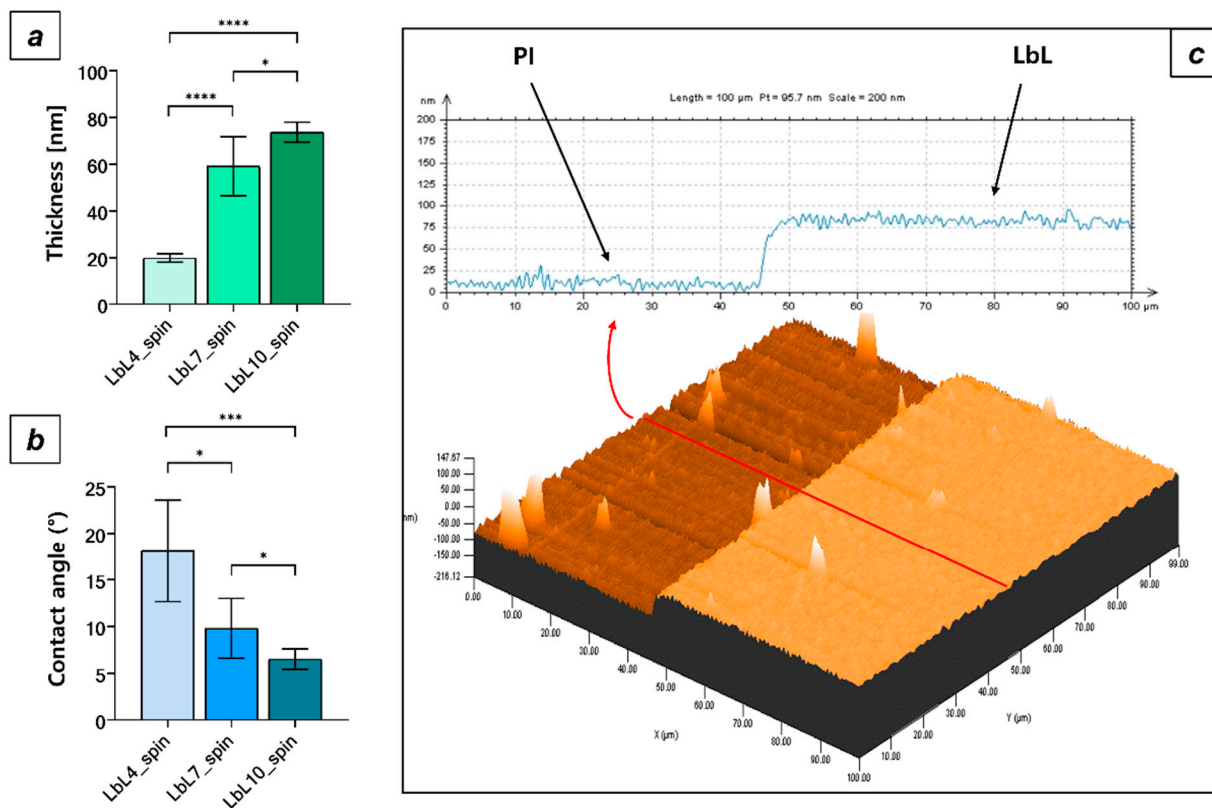 a
****
*
****
100
80
60
40
20
0
Thickness [nm]
LbL4_spin
LbL7_spin
LbL10_spin
b
***
*
*
25
20
15
10
5
0
Contact angle (°)
LbL4_spin
LbL7_spin
LbL10_spin
c
PI
LbL
nm
Length = 100 µm Pt = 95.7 nm Scale = 200 nm
200
175
150
125
100
75
50
25
0
0 10 20 30 40 50 60 70 80 90 100 µm
147.67
100.00
50.00
0.00
-50.00
-100.00
-150.00
-216.12
m)
0.00
10.00
20.00
30.00
40.00
50.00
60.00
70.00
80.00
90.00
100.00
X (µm)
10.00
20.00
30.00
40.00
50.00
60.00
70.00
80.00
90.00
99.00
Y (µm)